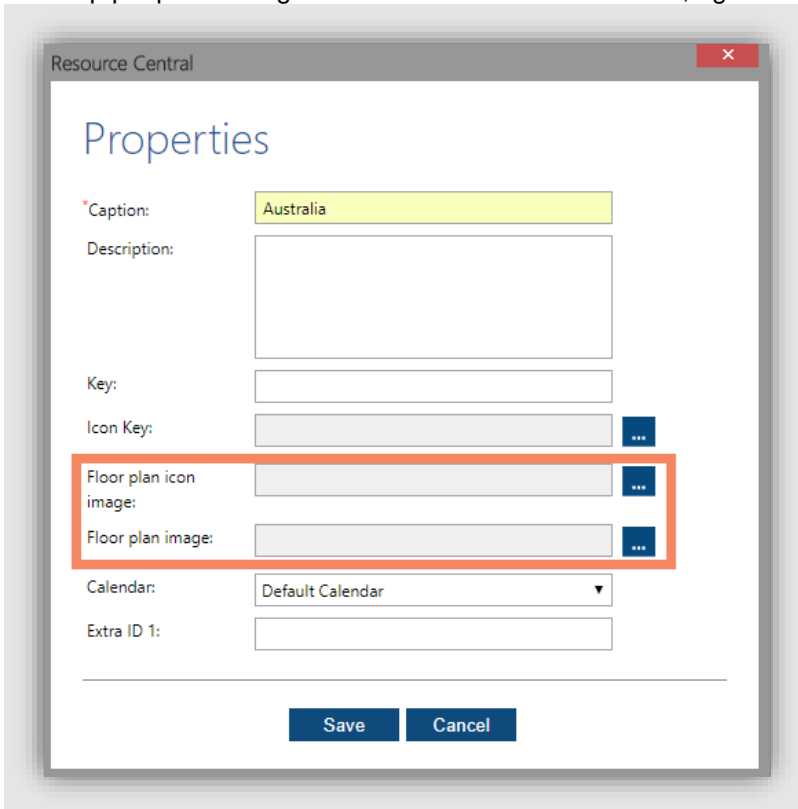 Resource Central
×
Properties
*Caption:
Australia
Description:
Key:
Icon Key:
...
Floor plan icon
image:
...
Floor plan image:
...
Calendar:
Default Calendar
Extra ID 1:
Save
Cancel